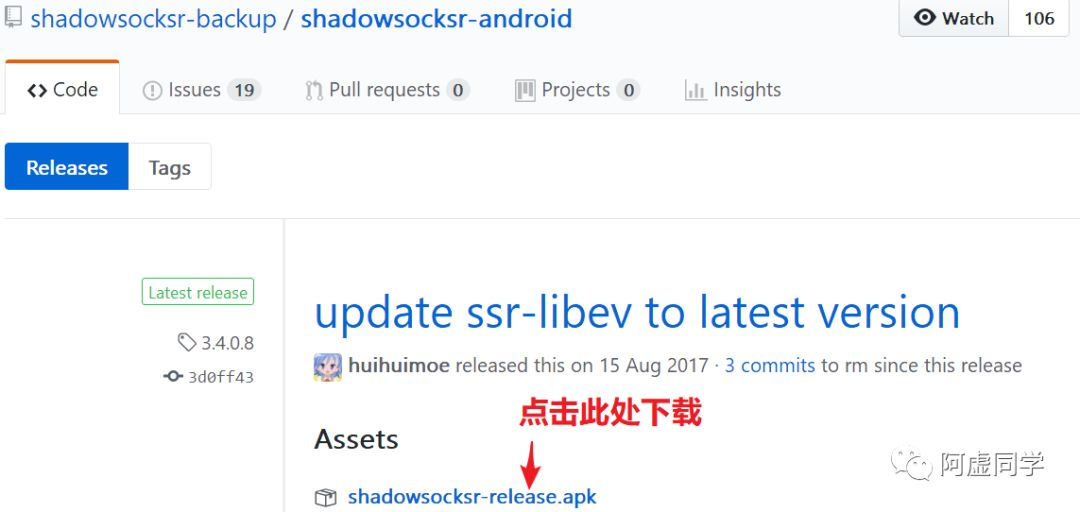 shadowsocksr-backup / shadowsocksr-android
Watch 106
Code Issues 19 Pull requests 0 Projects 0 Insights
Releases Tags
Latest release
update ssr-libev to latest version
3.4.0.8
huihuimoe released this on 15 Aug 2017 · 3 commits to rm since this release
3d0ff43
点击此处下载
Assets
阿虚同学
shadowsocksr-release.apk